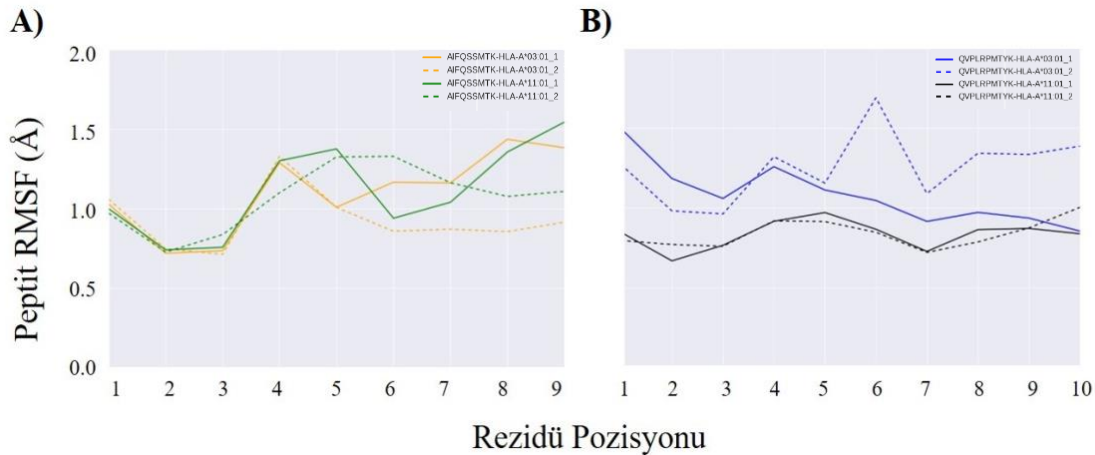 A)
B)
2.0
1.5
1.0
0.5
0.0
Peptit RMSF (Å)
AIFQSSMTK-HLA-A*03:01_1
AIFQSSMTK-HLA-A*03:01_2
AIFQSSMTK-HLA-A*11:01_1
AIFQSSMTK-HLA-A*11:01_2
QVPLRPMTYK-HLA-A*03:01_1
QVPLRPMTYK-HLA-A*03:01_2
QVPLRPMTYK-HLA-A*11:01_1
QVPLRPMTYK-HLA-A*11:01_2
1 2 3 4 5 6 7 8 9
1 2 3 4 5 6 7 8 9 10
Rezidü Pozisyonu